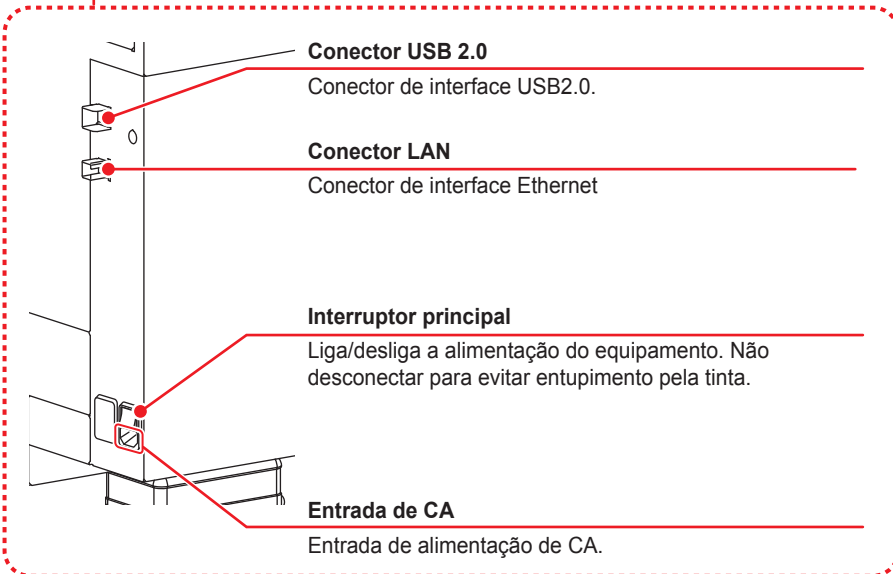 Conector USB 2.0
Conector de interface USB2.0.
Conector LAN
Conector de interface Ethernet
Interruptor principal
Liga/desliga a alimentação do equipamento. Não
desconectar para evitar entupimento pela tinta.
Entrada de CA
Entrada de alimentação de CA.